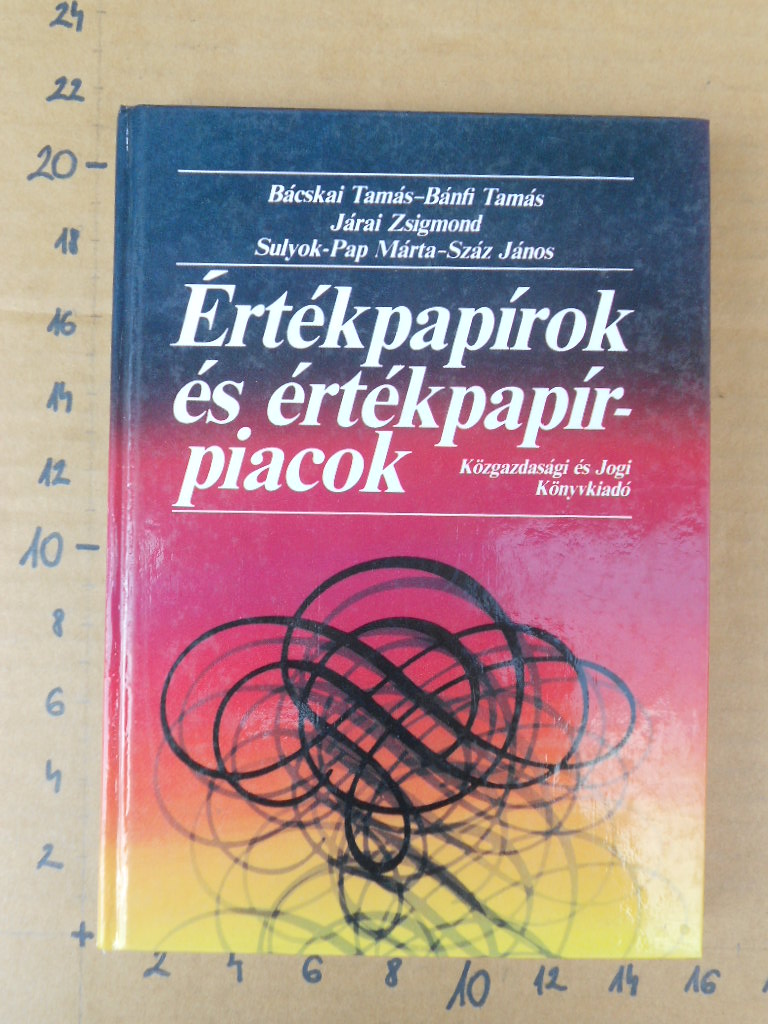 24
22
20
18
16
14
12
10
8
6
4
2
+
2 4 6 8 10 12 14 16
Bácskai Tamás–Bánfi Tamás
Járai Zsigmond
Sulyok-Pap Márta–Száz János
Értékpapírok
és értékpapír-
piacok
Közgazdasági és Jogi
Könyvkiadó